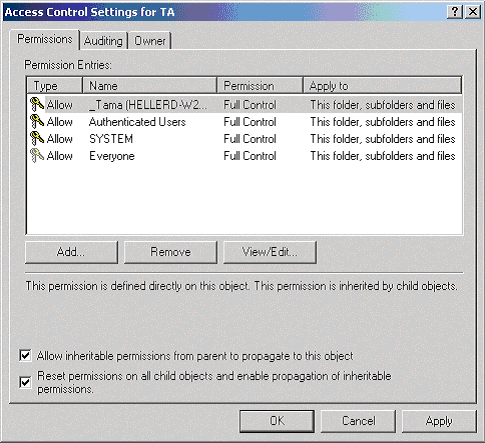 Access Control Settings for TA
Permissions Auditing Owner
Permission Entries:
Type Name Permission Apply to
Allow _Tama (HELLERD-W2... Full Control This folder, subfolders and files
Allow Authenticated Users Full Control This folder, subfolders and files
Allow SYSTEM Full Control This folder, subfolders and files
Allow Everyone Full Control This folder, subfolders and files
Add... Remove View/Edit...
This permission is defined directly on this object. This permission is inherited by child objects.
Allow inheritable permissions from parent to propagate to this object
Reset permissions on all child objects and enable propagation of inheritable
permissions.
OK Cancel Apply